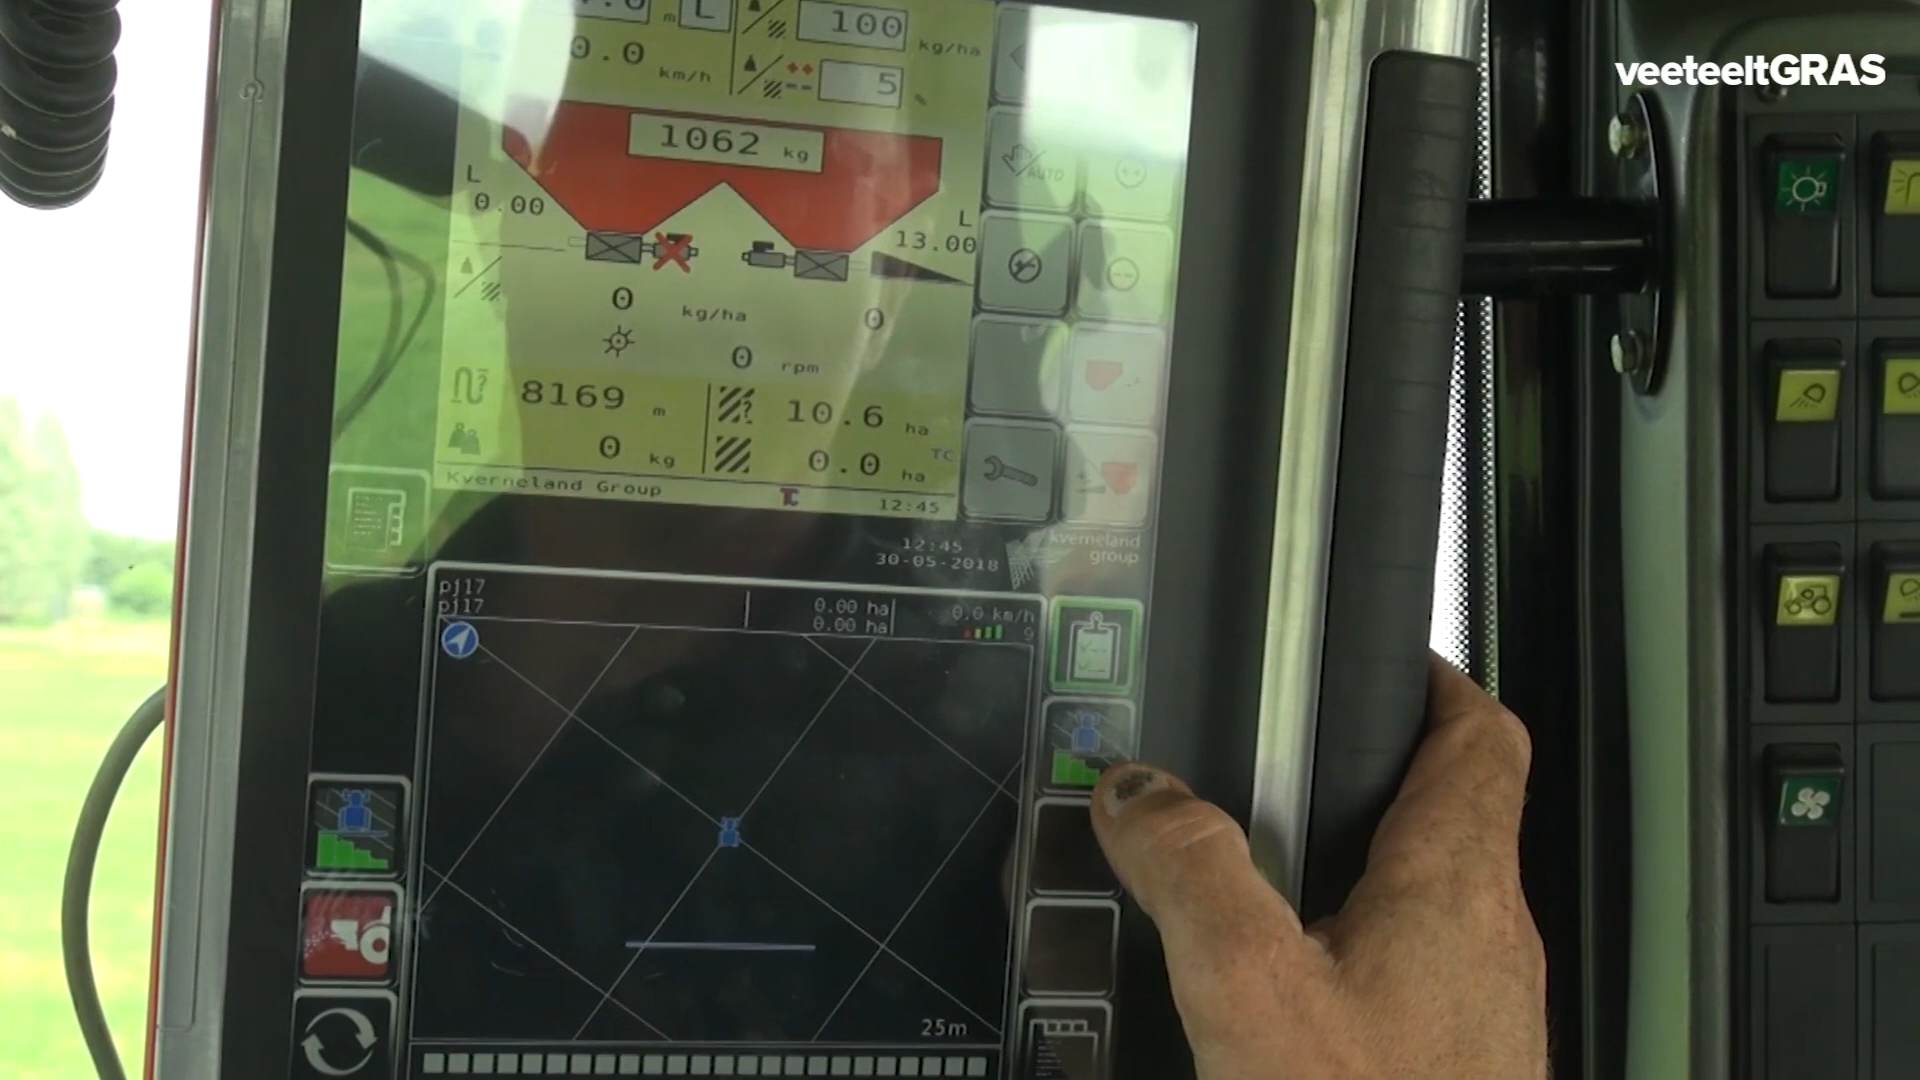 veeteeltGRAS
m L 100 kg/ha
0.0 km/h 5 %
1062 kg
L
0.00
L
13.00
AUTO
0 kg/ha 0
0 rpm
8169 m 10.6 ha
0 kg 0.0 ha
TC
Kverneland Group TC 12:45
12:45
30-05-2018
kverneland
group
pj17 0.00 ha 0.0 km/h
pj17 0.00 ha 9
25m